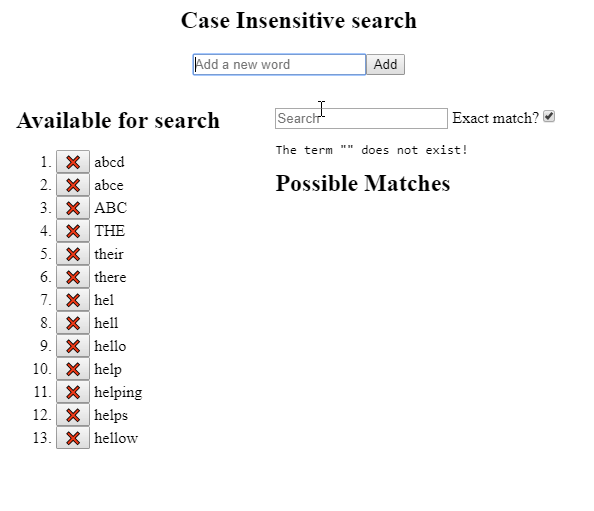 Case Insensitive search
Add a new word Add
Available for search
1. abcd
2. abce
3. ABC
4. THE
5. their
6. there
7. hel
8. hell
9. hello
10. help
11. helping
12. helps
13. hellow
Search Exact match?
The term "" does not exist!
Possible Matches